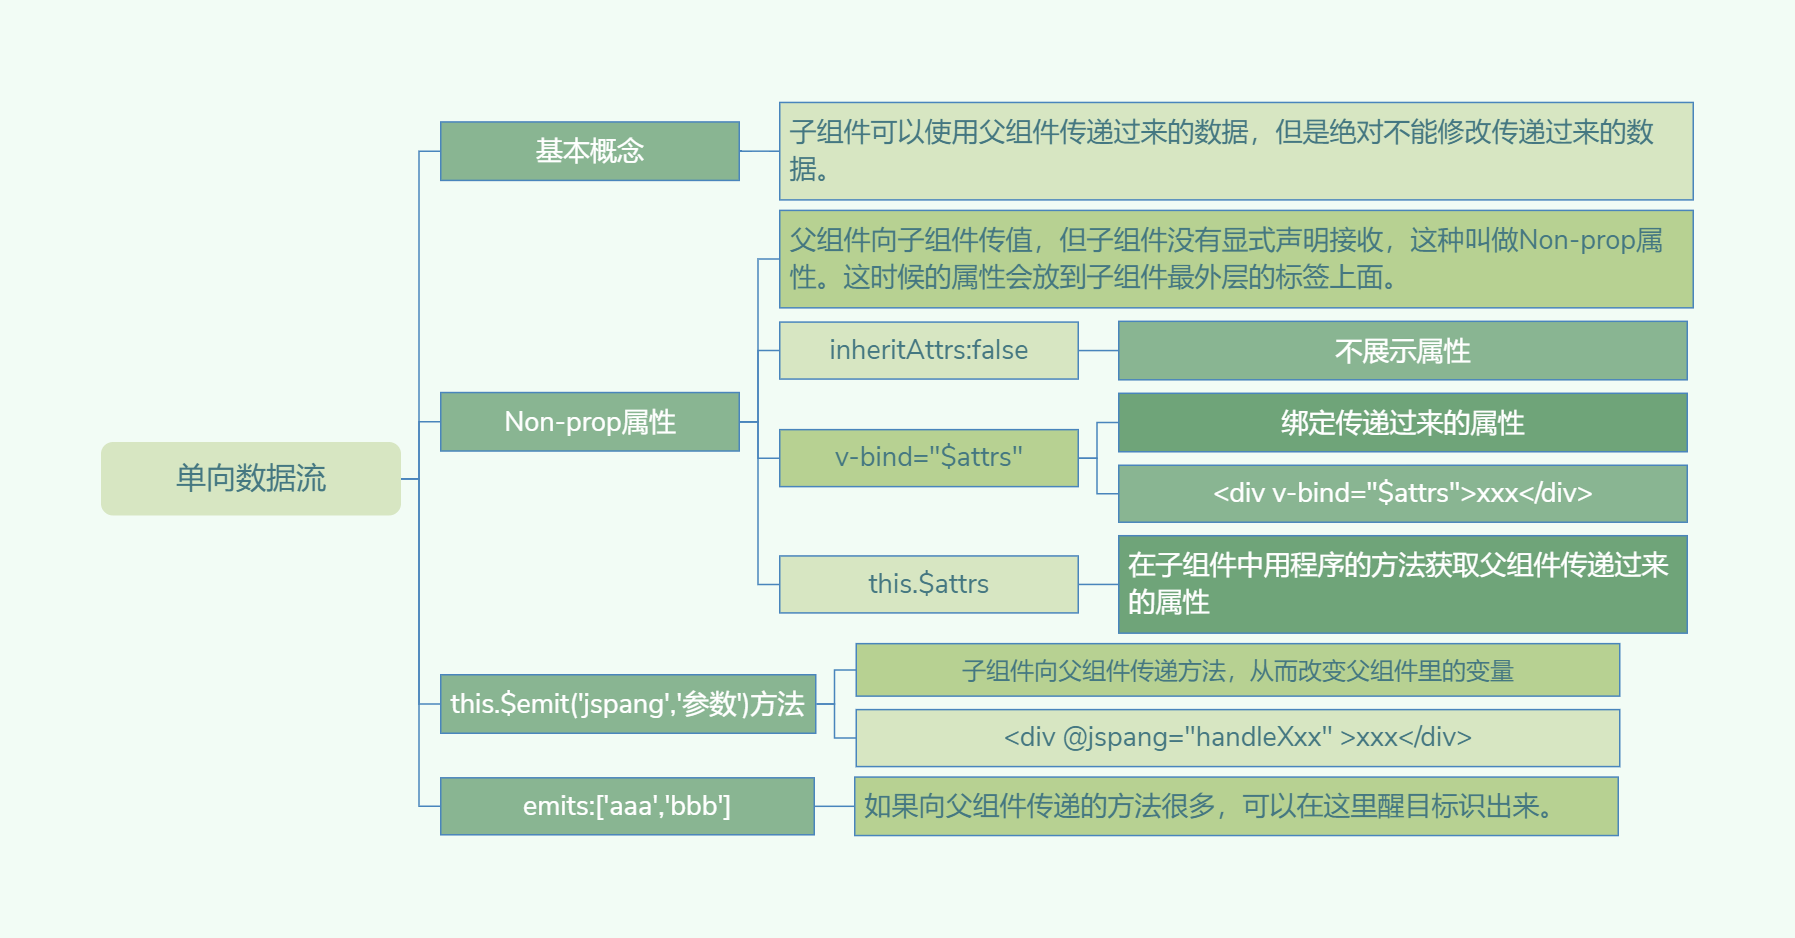 单向数据流
基本概念
子组件可以使用父组件传递过来的数据，但是绝对不能修改传递过来的数
据。
Non-prop属性
父组件向子组件传值，但子组件没有显式声明接收，这种叫做Non-prop属
性。这时候的属性会放到子组件最外层的标签上面。
inheritAttrs:false
不展示属性
v-bind="$attrs"
绑定传递过来的属性
<div v-bind="$attrs">xxx</div>
this.$attrs
在子组件中用程序的方法获取父组件传递过来
的属性
this.$emit('jspang','参数')方法
子组件向父组件传递方法，从而改变父组件里的变量
<div @jspang="handleXxx" >xxx</div>
emits:['aaa','bbb']
如果向父组件传递的方法很多，可以在这里醒目标识出来。